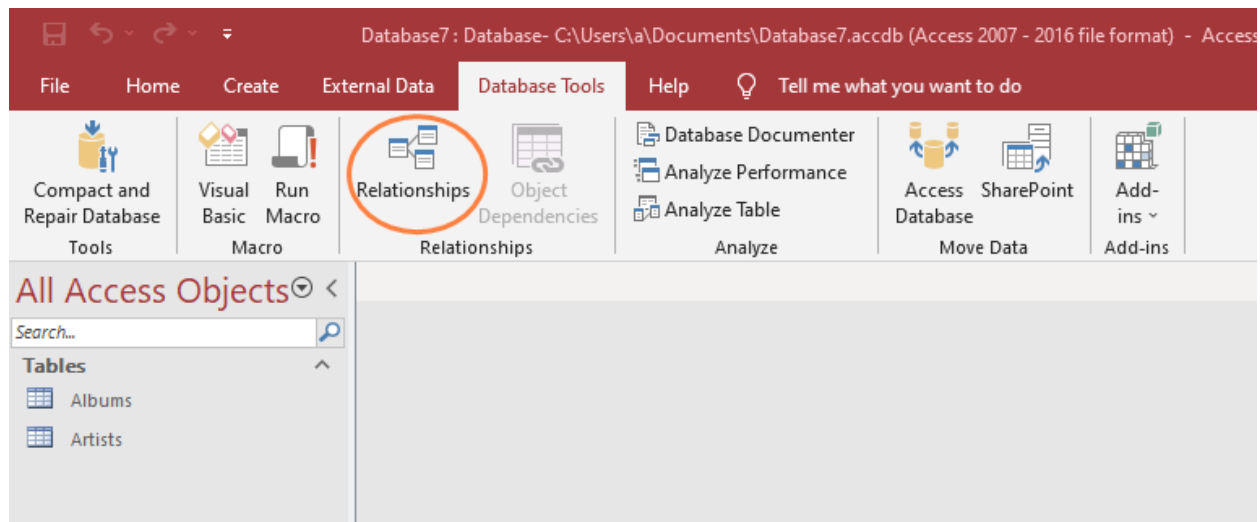 Database7 : Database- C:\Users\a\Documents\Database7.accdb (Access 2007 - 2016 file format) - Access
File Home Create External Data Database Tools Help Tell me what you want to do
Compact and
Repair Database
Tools
Visual
Basic
Run
Macro
Macro
Relationships
Object
Dependencies
Relationships
Database Documenter
Analyze Performance
Analyze Table
Analyze
Access
Database
SharePoint
Move Data
Add-
ins
Add-ins
All Access Objects
Search...
Tables
Albums
Artists